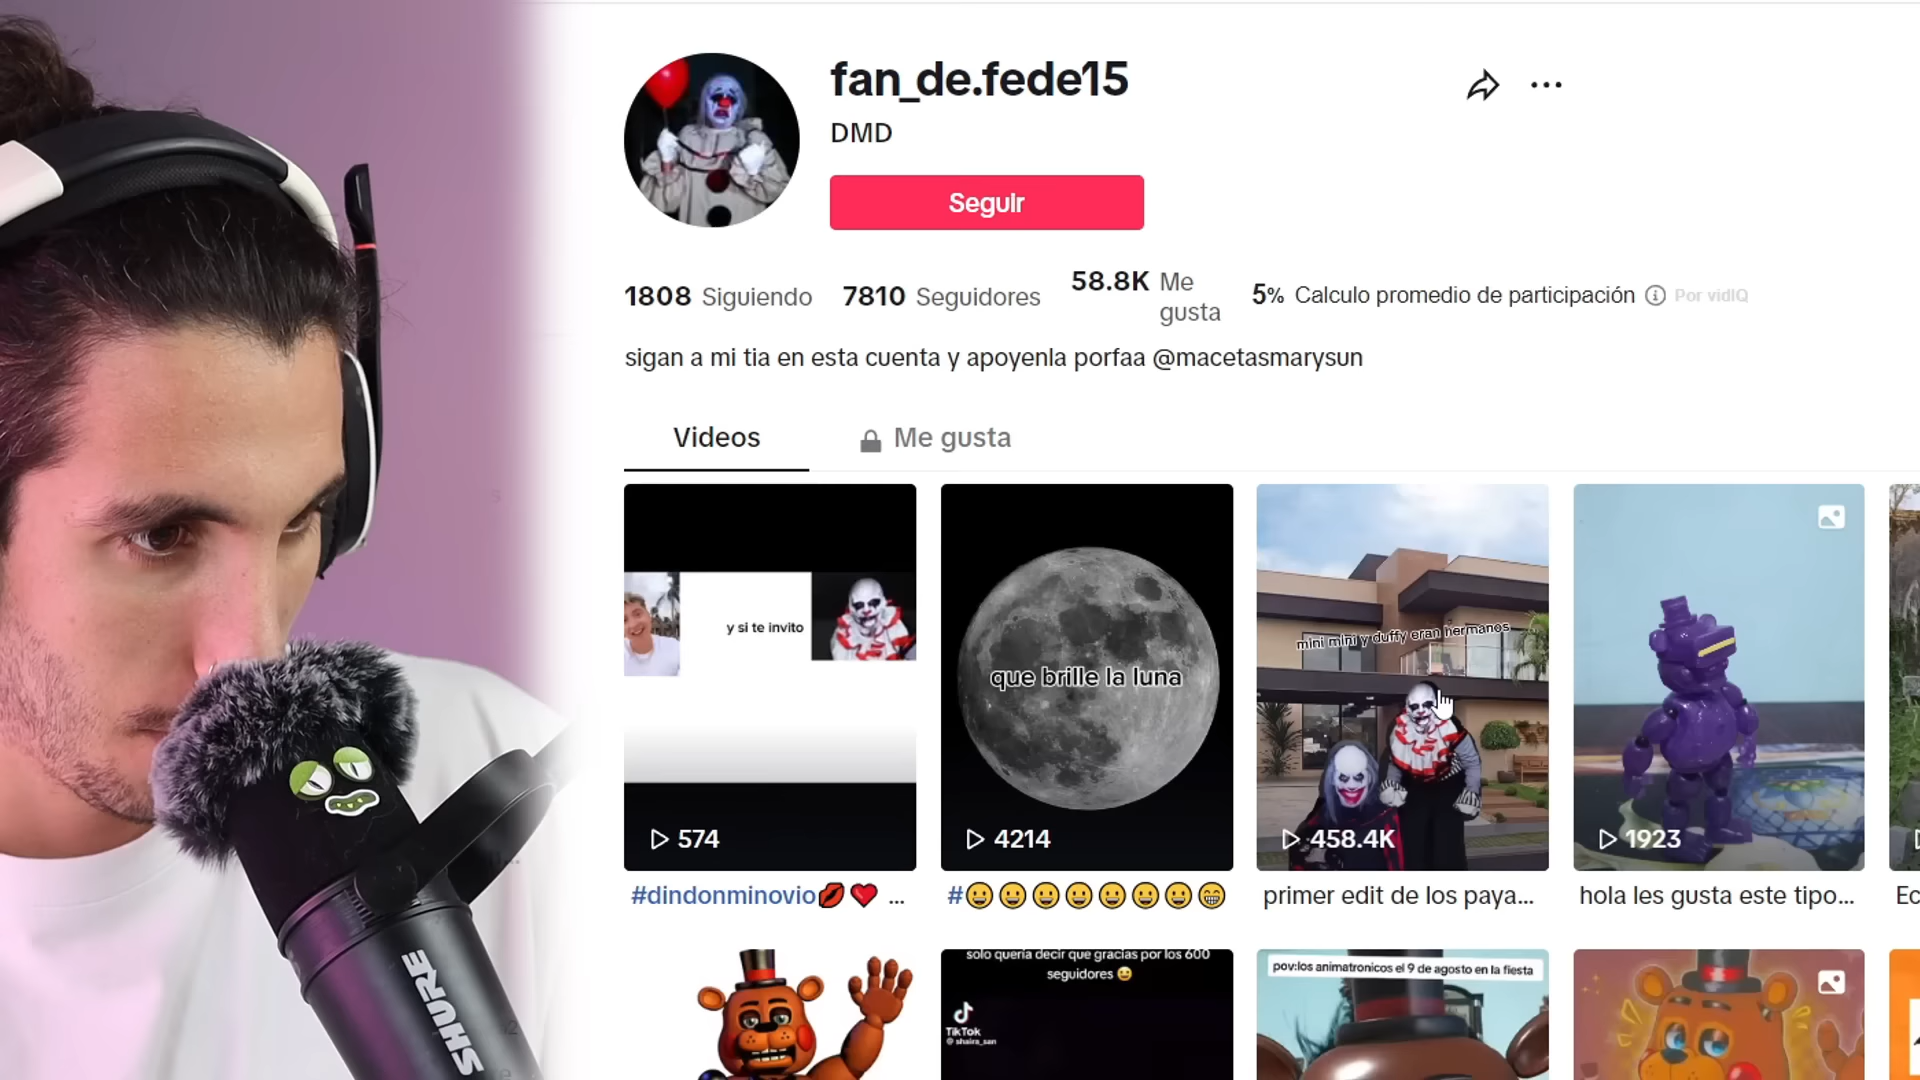 fan_de.fede15
DMD
Seguir
1808 Siguiendo
7810 Seguidores
58.8K Me gusta
5% Calculo promedio de participación
Por vidIQ
sigan a mi tia en esta cuenta y apoyenla porfaa @macetasmarysun
Videos
Me gusta
y si te invito
574
que brille la luna
4214
mini mini y duffy eran hermanos
458.4K
1923
#dindonminovio💋❤️ ...
#😀😀😀😀😀😀😀😁
primer edit de los paya...
hola les gusta este tipo...
Ec
solo quería decir que gracias por los 600
seguidores 😉
TikTok
@ shaira_san
pov:los animatronicos el 9 de agosto en la fiesta
SHURE